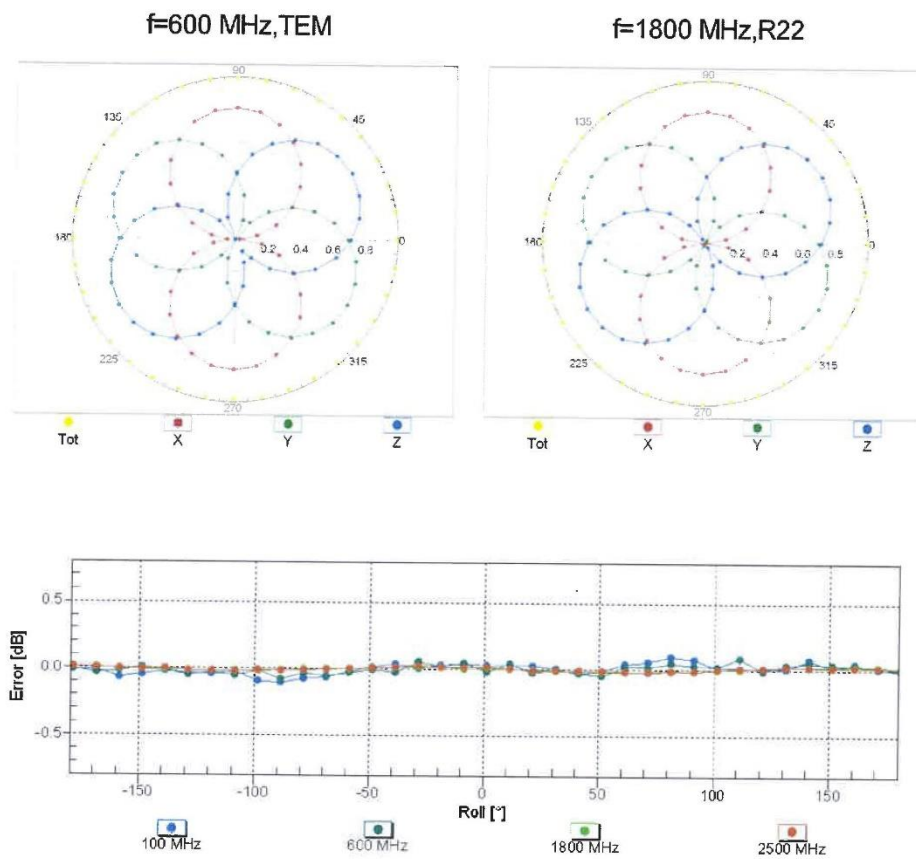 f=600 MHz,TEM
f=1800 MHz,R22
90
135
45
180
0.2 0.4 0.6 0.8
0
225
315
270
Tot X Y Z
90
135
45
180
0.2 0.4 0.6 0.8
0
225
315
270
Tot X Y Z
Error [dB]
0.5
0.0
-0.5
-150 -100 -50 0 50 100 150
Roll [°]
100 MHz 600 MHz 1800 MHz 2500 MHz